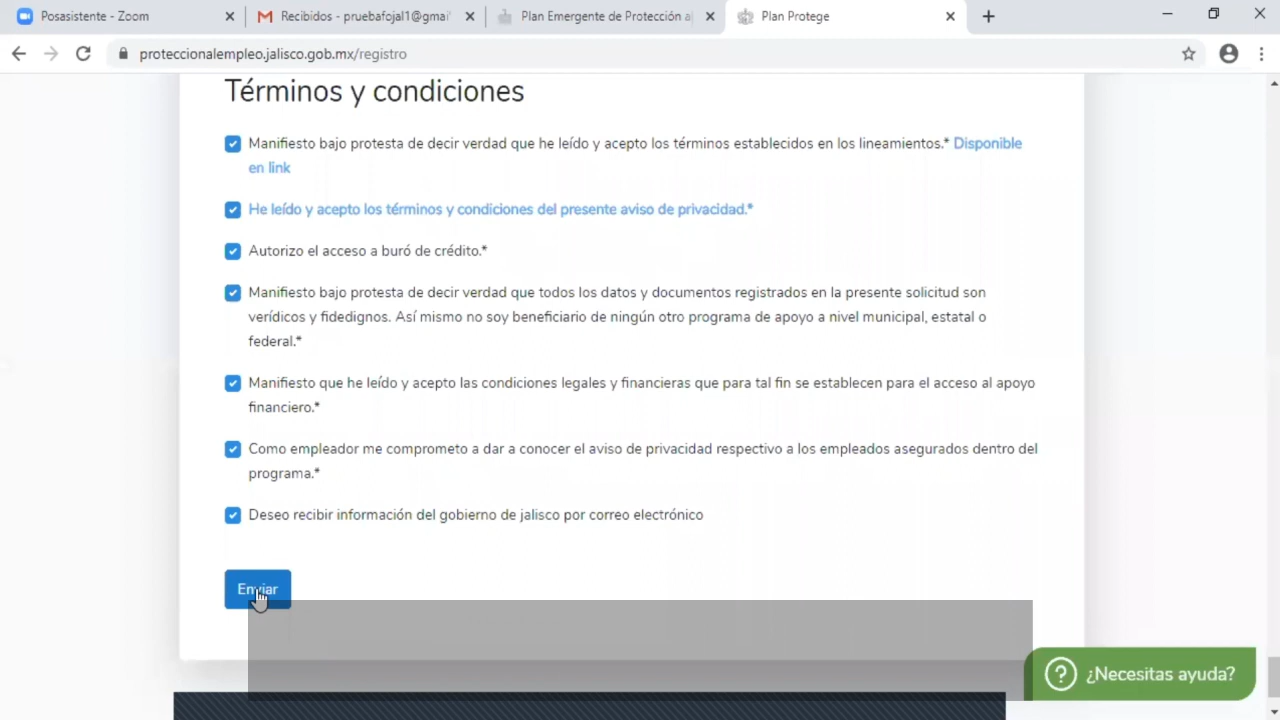 Posasistente - Zoom
Recibidos - pruebafojal1@gmai
Plan Emergente de Protección a
Plan Protege
proteccionalempleo.jalisco.gob.mx/registro
Términos y condiciones
Manifiesto bajo protesta de decir verdad que he leído y acepto los términos establecidos en los lineamientos.* Disponible
en link
He leído y acepto los términos y condiciones del presente aviso de privacidad.*
Autorizo el acceso a buró de crédito.*
Manifiesto bajo protesta de decir verdad que todos los datos y documentos registrados en la presente solicitud son
verídicos y fidedignos. Así mismo no soy beneficiario de ningún otro programa de apoyo a nivel municipal, estatal o
federal.*
Manifiesto que he leído y acepto las condiciones legales y financieras que para tal fin se establecen para el acceso al apoyo
financiero.*
Como empleador me comprometo a dar a conocer el aviso de privacidad respectivo a los empleados asegurados dentro del
programa.*
Deseo recibir información del gobierno de jalisco por correo electrónico
Enviar
¿Necesitas ayuda?